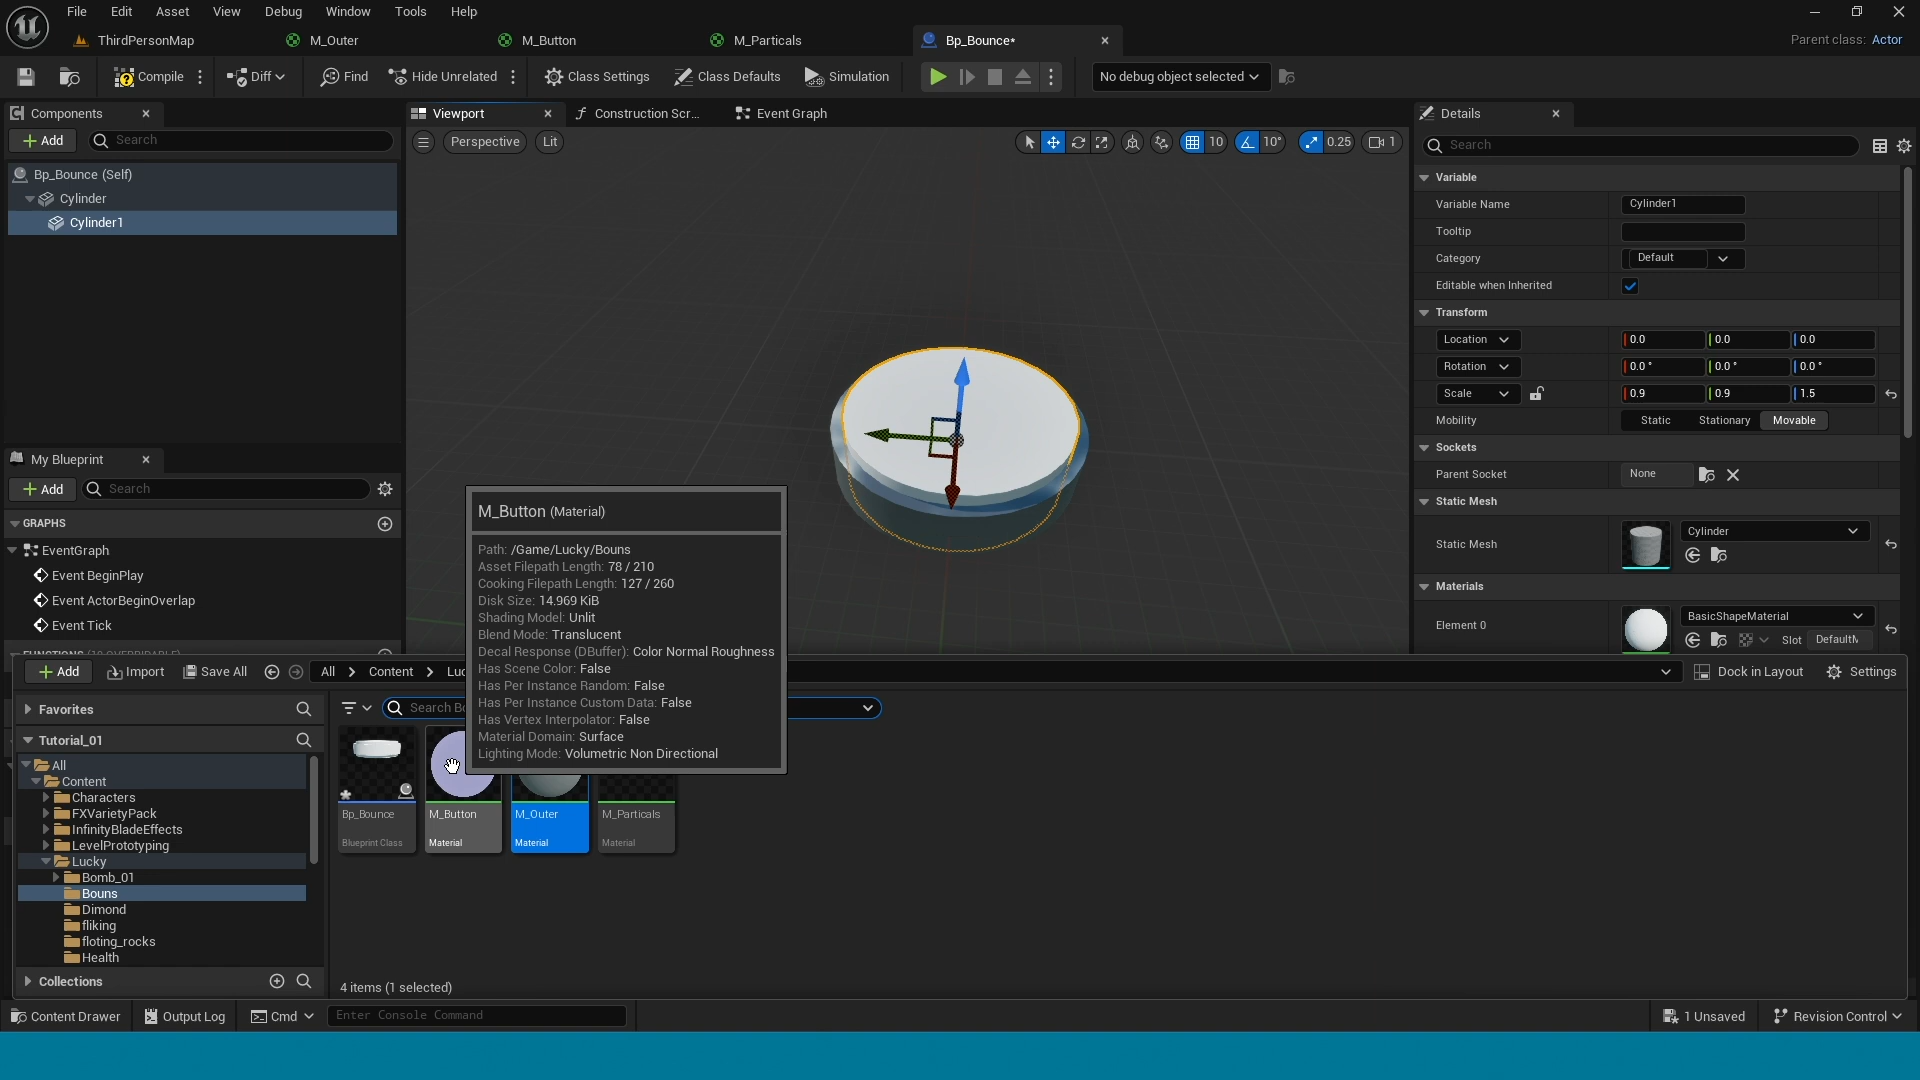 File Edit Asset View Debug Window Tools Help
ThirdPersonMap M_Outer M_Button M_Particals Bp_Bounce* Parent class: Actor
Compile Diff Find Hide Unrelated Class Settings Class Defaults Simulation No debug object selected
Components
Add Search
Bp_Bounce (Self)
Cylinder
Cylinder1
My Blueprint
Add Search
GRAPHS
EventGraph
Event BeginPlay
Event ActorBeginOverlap
Event Tick
Viewport Construction Scr... Event Graph
Perspective Lit 10 10° 0.25 1
Details
Search
Variable
Variable Name Cylinder1
Tooltip
Category Default
Editable when Inherited
Transform
Location 0.0 0.0 0.0
Rotation 0.0 ° 0.0 ° 0.0 °
Scale 0.9 0.9 1.5
Mobility Static Stationary Movable
Sockets
Parent Socket None
Static Mesh
Static Mesh Cylinder
Materials
Element 0 BasicShapeMaterial
Slot
M_Button (Material)
Path: /Game/Lucky/Bouns
Asset Filepath Length: 78 / 210
Cooking Filepath Length: 127 / 260
Disk Size: 14.969 KiB
Shading Model: Unlit
Blend Mode: Translucent
Decal Response (DBuffer): Color Normal Roughness
Has Scene Color: False
Has Per Instance Random: False
Has Per Instance Custom Data: False
Has Vertex Interpolator: False
Material Domain: Surface
Lighting Mode: Volumetric Non Directional
Add Import Save All All Content Dock in Layout Settings
Favorites
Tutorial_01
All
Content
Characters
FXVarietyPack
InfinityBladeEffects
LevelPrototyping
Lucky
Bomb_01
Bouns
Dimond
fliking
floting_rocks
Health
Collections
Search
Bp_Bounce M_Button M_Outer M_Particals
Blueprint Class Material Material Material
4 items (1 selected)
Content Drawer Output Log Cmd Enter Console Command 1 Unsaved Revision Control